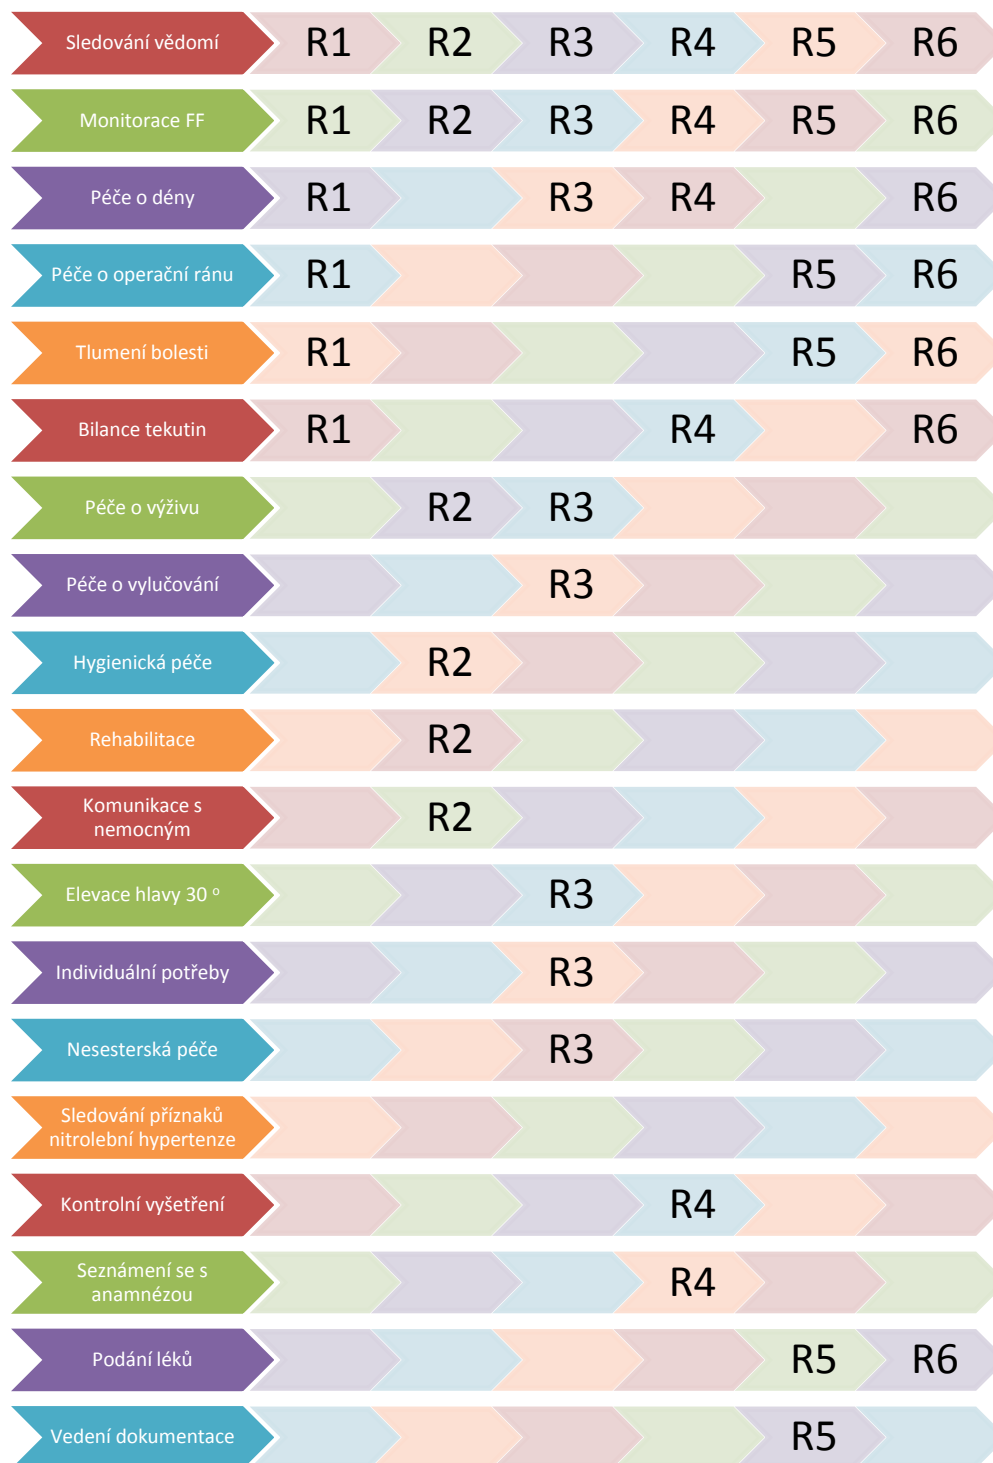 Sledování vědomí R1 R2 R3 R4 R5 R6
Monitorace FF R1 R2 R3 R4 R5 R6
Péče o dény R1 R3 R4 R6
Péče o operační ránu R1 R5 R6
Tlumení bolesti R1 R5 R6
Bilance tekutin R1 R4 R6
Péče o výživu R2 R3
Péče o vylučování R3
Hygienická péče R2
Rehabilitace R2
Komunikace s
nemocným R2
Elevace hlavy 30 º R3
Individuální potřeby R3
Nesesterská péče R3
Sledování příznaků
nitrolební hypertenze
Kontrolní vyšetření R4
Seznámení se s
anamnézou R4
Podání léků R5 R6
Vedení dokumentace R5